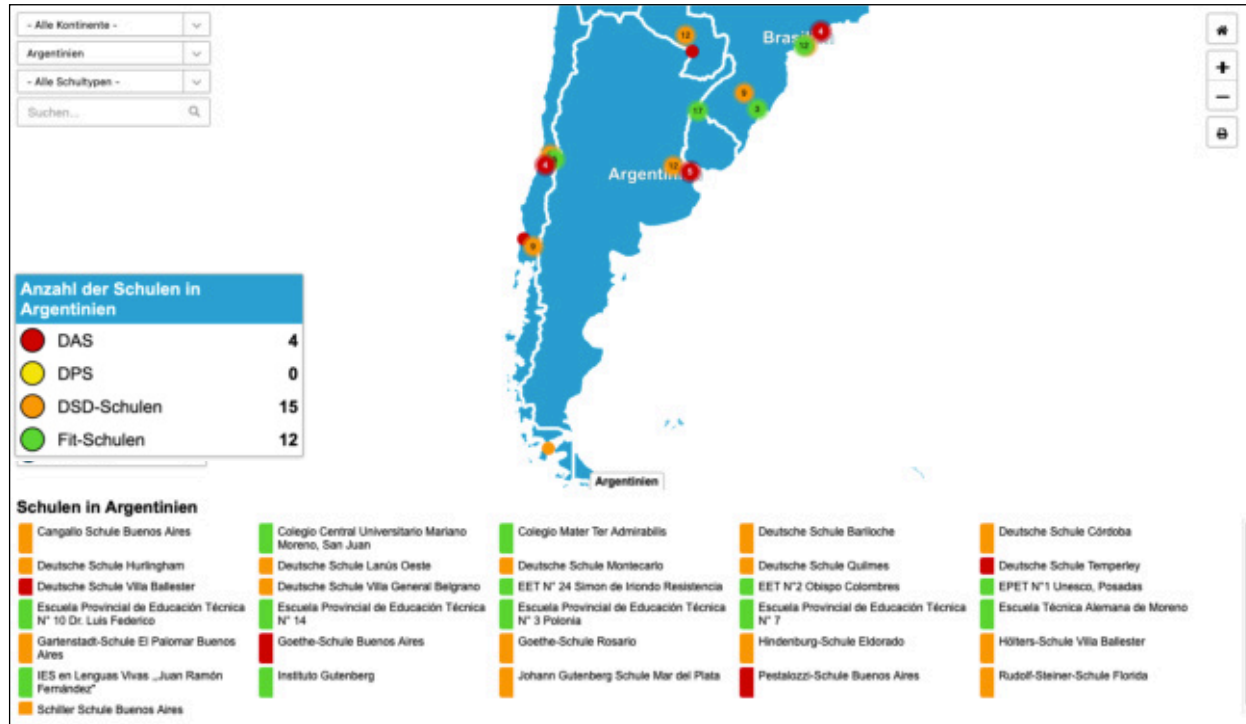 - Alle Kontinente -
Argentinien
- Alle Schultypen -
Suchen...
12
4
Brasilien
12
9
3
17
4
12
5
Argentinien
9
Anzahl der Schulen in
Argentinien
DAS 4
DPS 0
DSD-Schulen 15
Fit-Schulen 12
Argentinien
Schulen in Argentinien
Cangallo Schule Buenos Aires
Colegio Central Universitario Mariano
Moreno, San Juan
Colegio Mater Ter Admirabilis
Deutsche Schule Bariloche
Deutsche Schule Córdoba
Deutsche Schule Hurlingham
Deutsche Schule Lanús Oeste
Deutsche Schule Montecarlo
Deutsche Schule Quilmes
Deutsche Schule Temperley
Deutsche Schule Villa Ballester
Deutsche Schule Villa General Belgrano
EET N° 24 Simon de Iriondo Resistencia
EET N°2 Obispo Colombres
EPET N°1 Unesco, Posadas
Escuela Provincial de Educación Técnica
N° 10 Dr. Luis Federico
Escuela Provincial de Educación Técnica
N° 14
Escuela Provincial de Educación Técnica
N° 3 Polonia
Escuela Provincial de Educación Técnica
N° 7
Escuela Técnica Alemana de Moreno
Gartenstadt-Schule El Palomar Buenos
Aires
Goethe-Schule Buenos Aires
Goethe-Schule Rosario
Hindenburg-Schule Eldorado
Hölters-Schule Villa Ballester
IES en Lenguas Vivas „Juan Ramón
Fernández"
Instituto Gutenberg
Johann Gutenberg Schule Mar del Plata
Pestalozzi-Schule Buenos Aires
Rudolf-Steiner-Schule Florida
Schiller Schule Buenos Aires